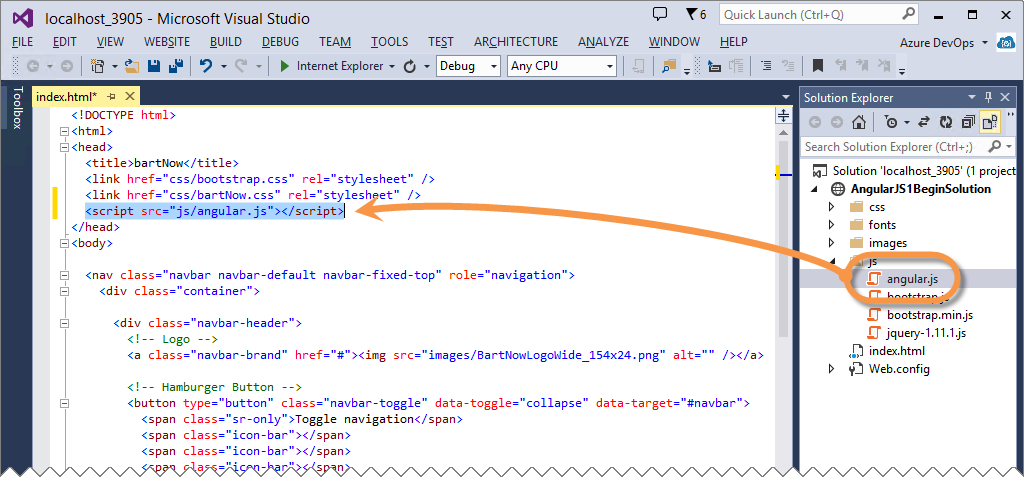 localhost_3905 - Microsoft Visual Studio
6
Quick Launch (Ctrl+Q)
FILE EDIT VIEW WEBSITE BUILD DEBUG TEAM TOOLS TEST ARCHITECTURE ANALYZE WINDOW HELP
Azure DevOps
Internet Explorer
Debug
Any CPU
Toolbox
index.html*
<!DOCTYPE html>
<html>
<head>
<title>bartNow</title>
<link href="css/bootstrap.css" rel="stylesheet" />
<link href="css/bartNow.css" rel="stylesheet" />
<script src="js/angular.js"></script>
</head>
<body>
<nav class="navbar navbar-default navbar-fixed-top" role="navigation">
<div class="container">
<div class="navbar-header">
<!-- Logo -->
<a class="navbar-brand" href="#"><img src="images/BartNowLogoWide_154x24.png" alt="" /></a>
<!-- Hamburger Button -->
<button type="button" class="navbar-toggle" data-toggle="collapse" data-target="#navbar">
<span class="sr-only">Toggle navigation</span>
<span class="icon-bar"></span>
<span class="icon-bar"></span>
<span class="icon-bar"></span>
Solution Explorer
Search Solution Explorer (Ctrl+;)
Solution 'localhost_3905' (1 project
AngularJS1BeginSolution
css
fonts
images
js
angular.js
bootstrap.js
bootstrap.min.js
jquery-1.11.1.js
index.html
Web.config